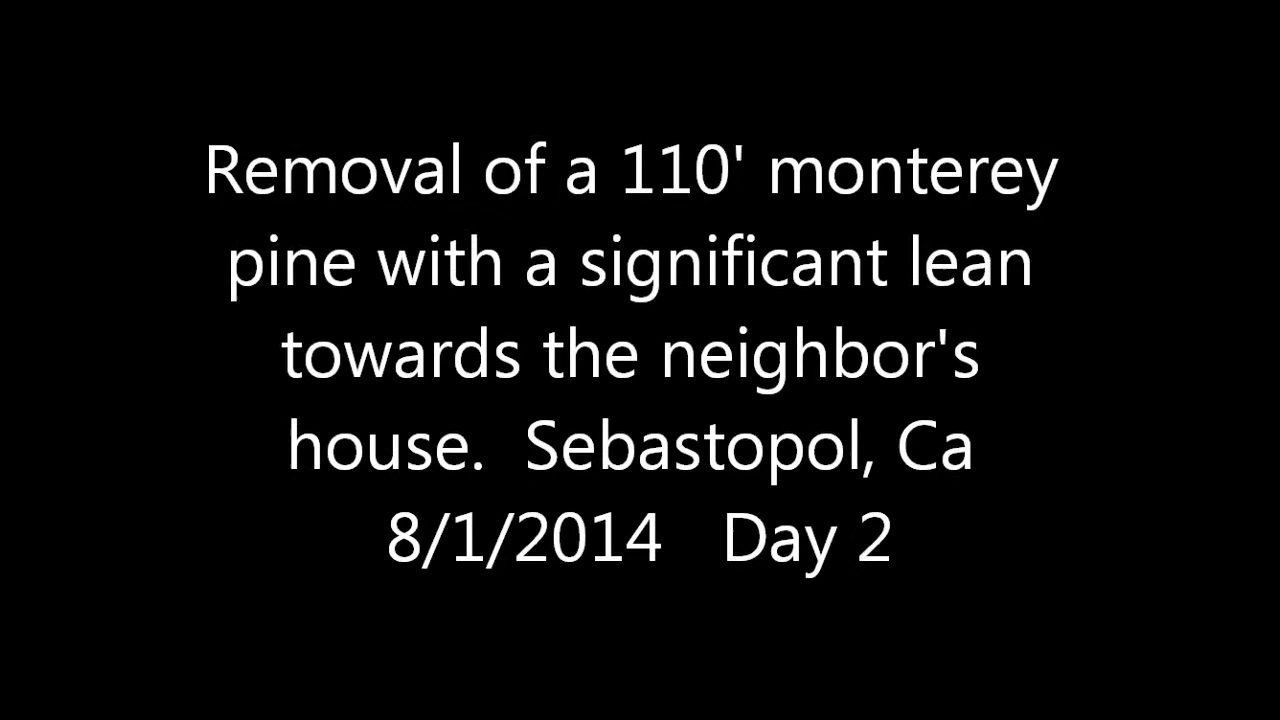 Removal of a 110' monterey
pine with a significant lean
towards the neighbor's
house.  Sebastopol, Ca
8/1/2014   Day 2